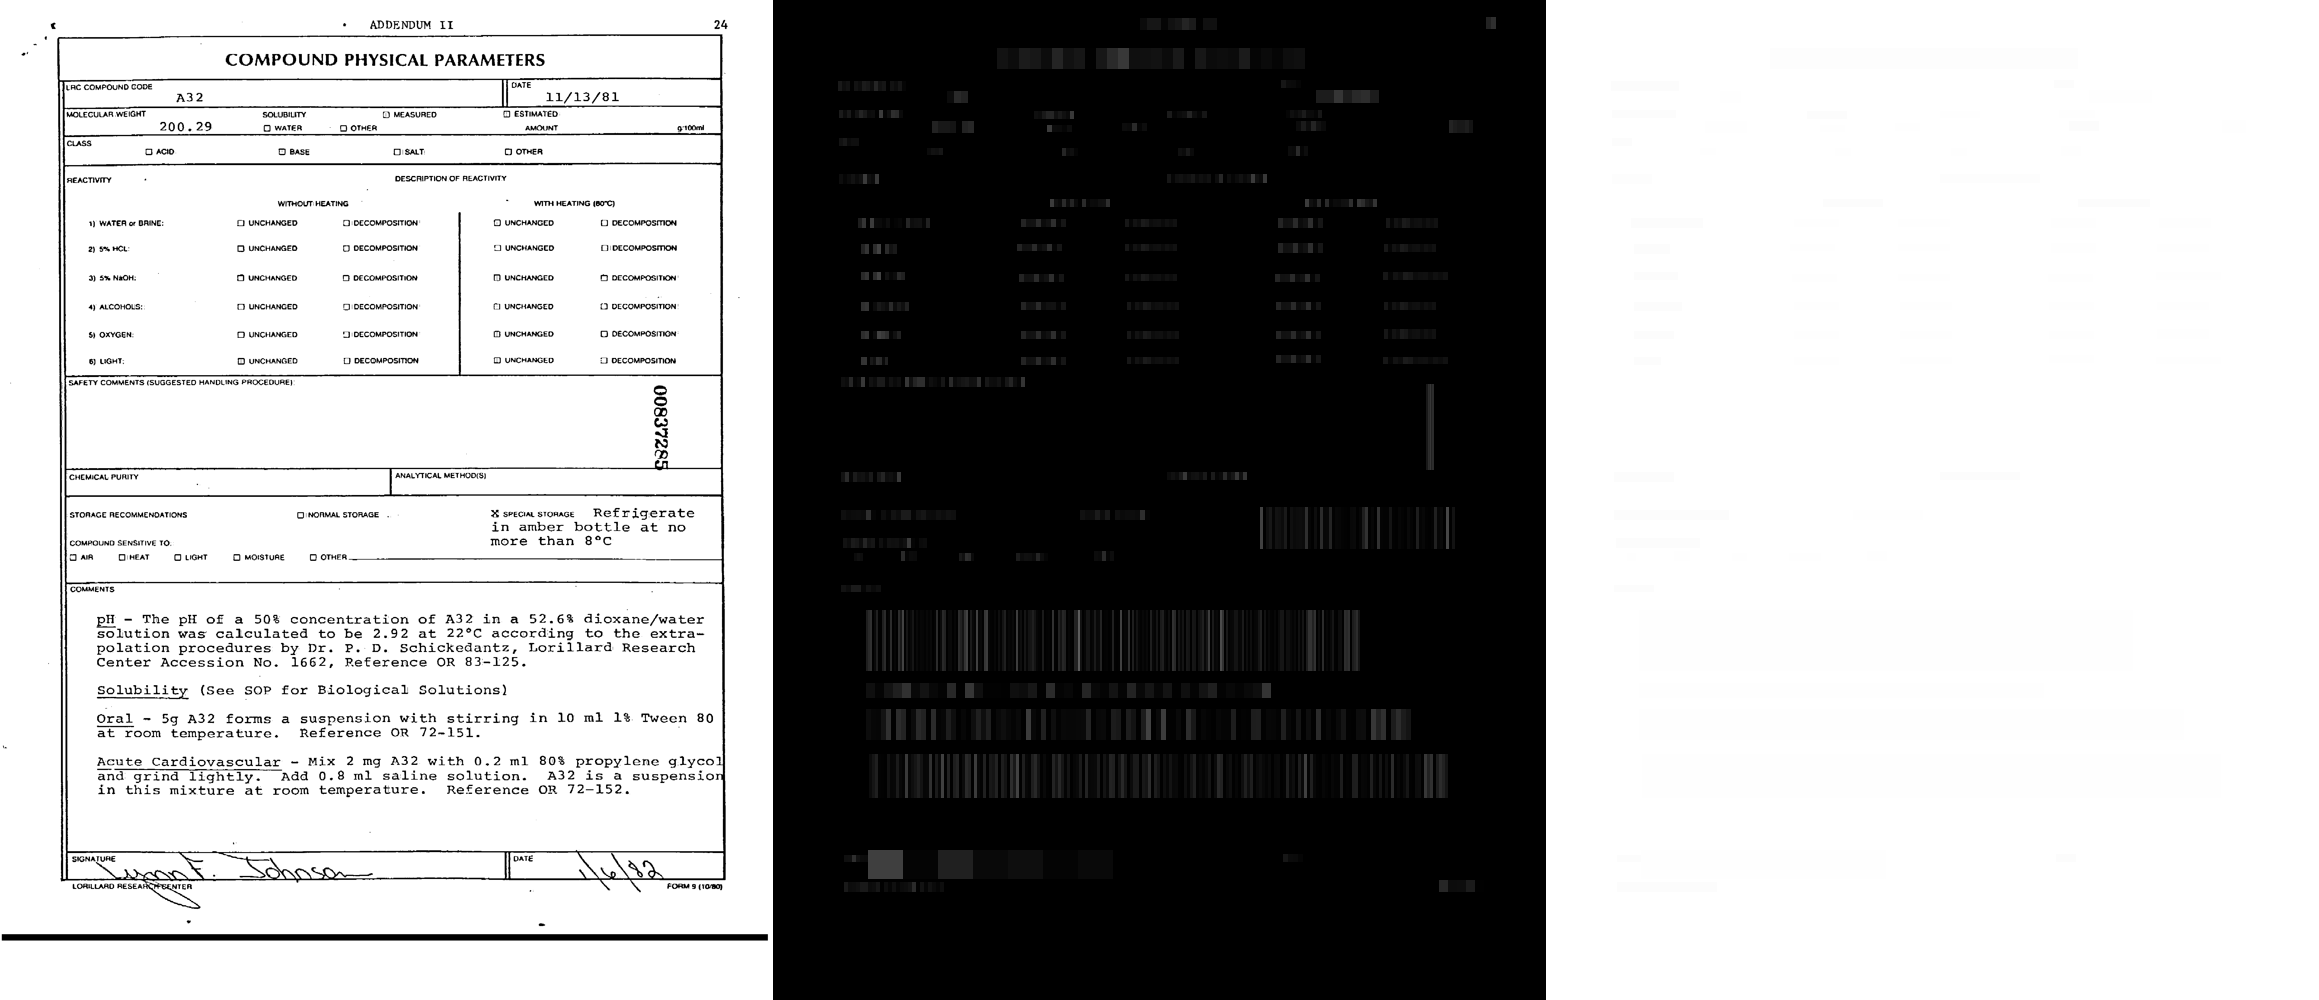 ADDENDUM II 24
COMPOUND PHYSICAL PARAMETERS
LRC COMPOUND CODE DATE
A32 11/13/81
MOLECULAR WEIGHT SOLUBILITY ☐ MEASURED ☐ ESTIMATED
200.29 ☐ WATER ☐ OTHER AMOUNT g/100ml
CLASS
☐ ACID ☐ BASE ☐ SALT ☐ OTHER
REACTIVITY DESCRIPTION OF REACTIVITY
WITHOUT HEATING WITH HEATING (80°C)
1) WATER or BRINE: ☐ UNCHANGED ☐ DECOMPOSITION ☐ UNCHANGED ☐ DECOMPOSITION
2) 5% HCL: ☐ UNCHANGED ☐ DECOMPOSITION ☐ UNCHANGED ☐ DECOMPOSITION
3) 5% NaOH: ☐ UNCHANGED ☐ DECOMPOSITION ☐ UNCHANGED ☐ DECOMPOSITION
4) ALCOHOLS: ☐ UNCHANGED ☐ DECOMPOSITION ☐ UNCHANGED ☐ DECOMPOSITION
5) OXYGEN: ☐ UNCHANGED ☐ DECOMPOSITION ☐ UNCHANGED ☐ DECOMPOSITION
6) LIGHT: ☐ UNCHANGED ☐ DECOMPOSITION ☐ UNCHANGED ☐ DECOMPOSITION
SAFETY COMMENTS (SUGGESTED HANDLING PROCEDURE)
00837285
CHEMICAL PURITY ANALYTICAL METHOD(S)
STORAGE RECOMMENDATIONS ☐ NORMAL STORAGE ☒ SPECIAL STORAGE Refrigerate
in amber bottle at no
more than 8°C
COMPOUND SENSITIVE TO:
☐ AIR ☐ HEAT ☐ LIGHT ☐ MOISTURE ☐ OTHER
COMMENTS
pH - The pH of a 50% concentration of A32 in a 52.6% dioxane/water
solution was calculated to be 2.92 at 22°C according to the extra-
polation procedures by Dr. P. D. Schickedantz, Lorillard Research
Center Accession No. 1662, Reference OR 83-125.
Solubility (See SOP for Biological Solutions)
Oral - 5g A32 forms a suspension with stirring in 10 ml 1% Tween 80
at room temperature. Reference OR 72-151.
Acute Cardiovascular - Mix 2 mg A32 with 0.2 ml 80% propylene glycol
and grind lightly. Add 0.8 ml saline solution. A32 is a suspension
in this mixture at room temperature. Reference OR 72-152.
SIGNATURE Lynn F. Johnson DATE 1/6/82
LORILLARD RESEARCH CENTER FORM 9 (10/80)